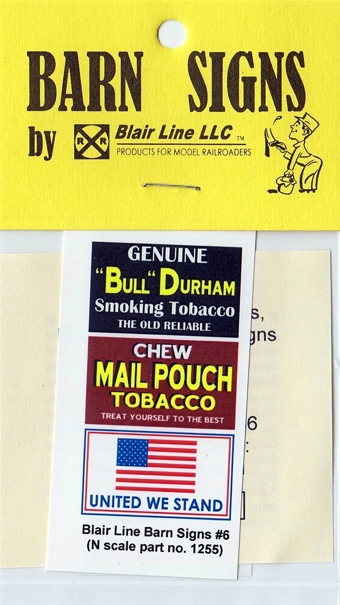 BARN SIGNS
by RR Blair Line LLC ™
PRODUCTS FOR MODEL RAILROADERS
GENUINE
"BULL" DURHAM
Smoking Tobacco
THE OLD RELIABLE
CHEW
MAIL POUCH
TOBACCO
TREAT YOURSELF TO THE BEST
UNITED WE STAND
Blair Line Barn Signs #6
(N scale part no. 1255)